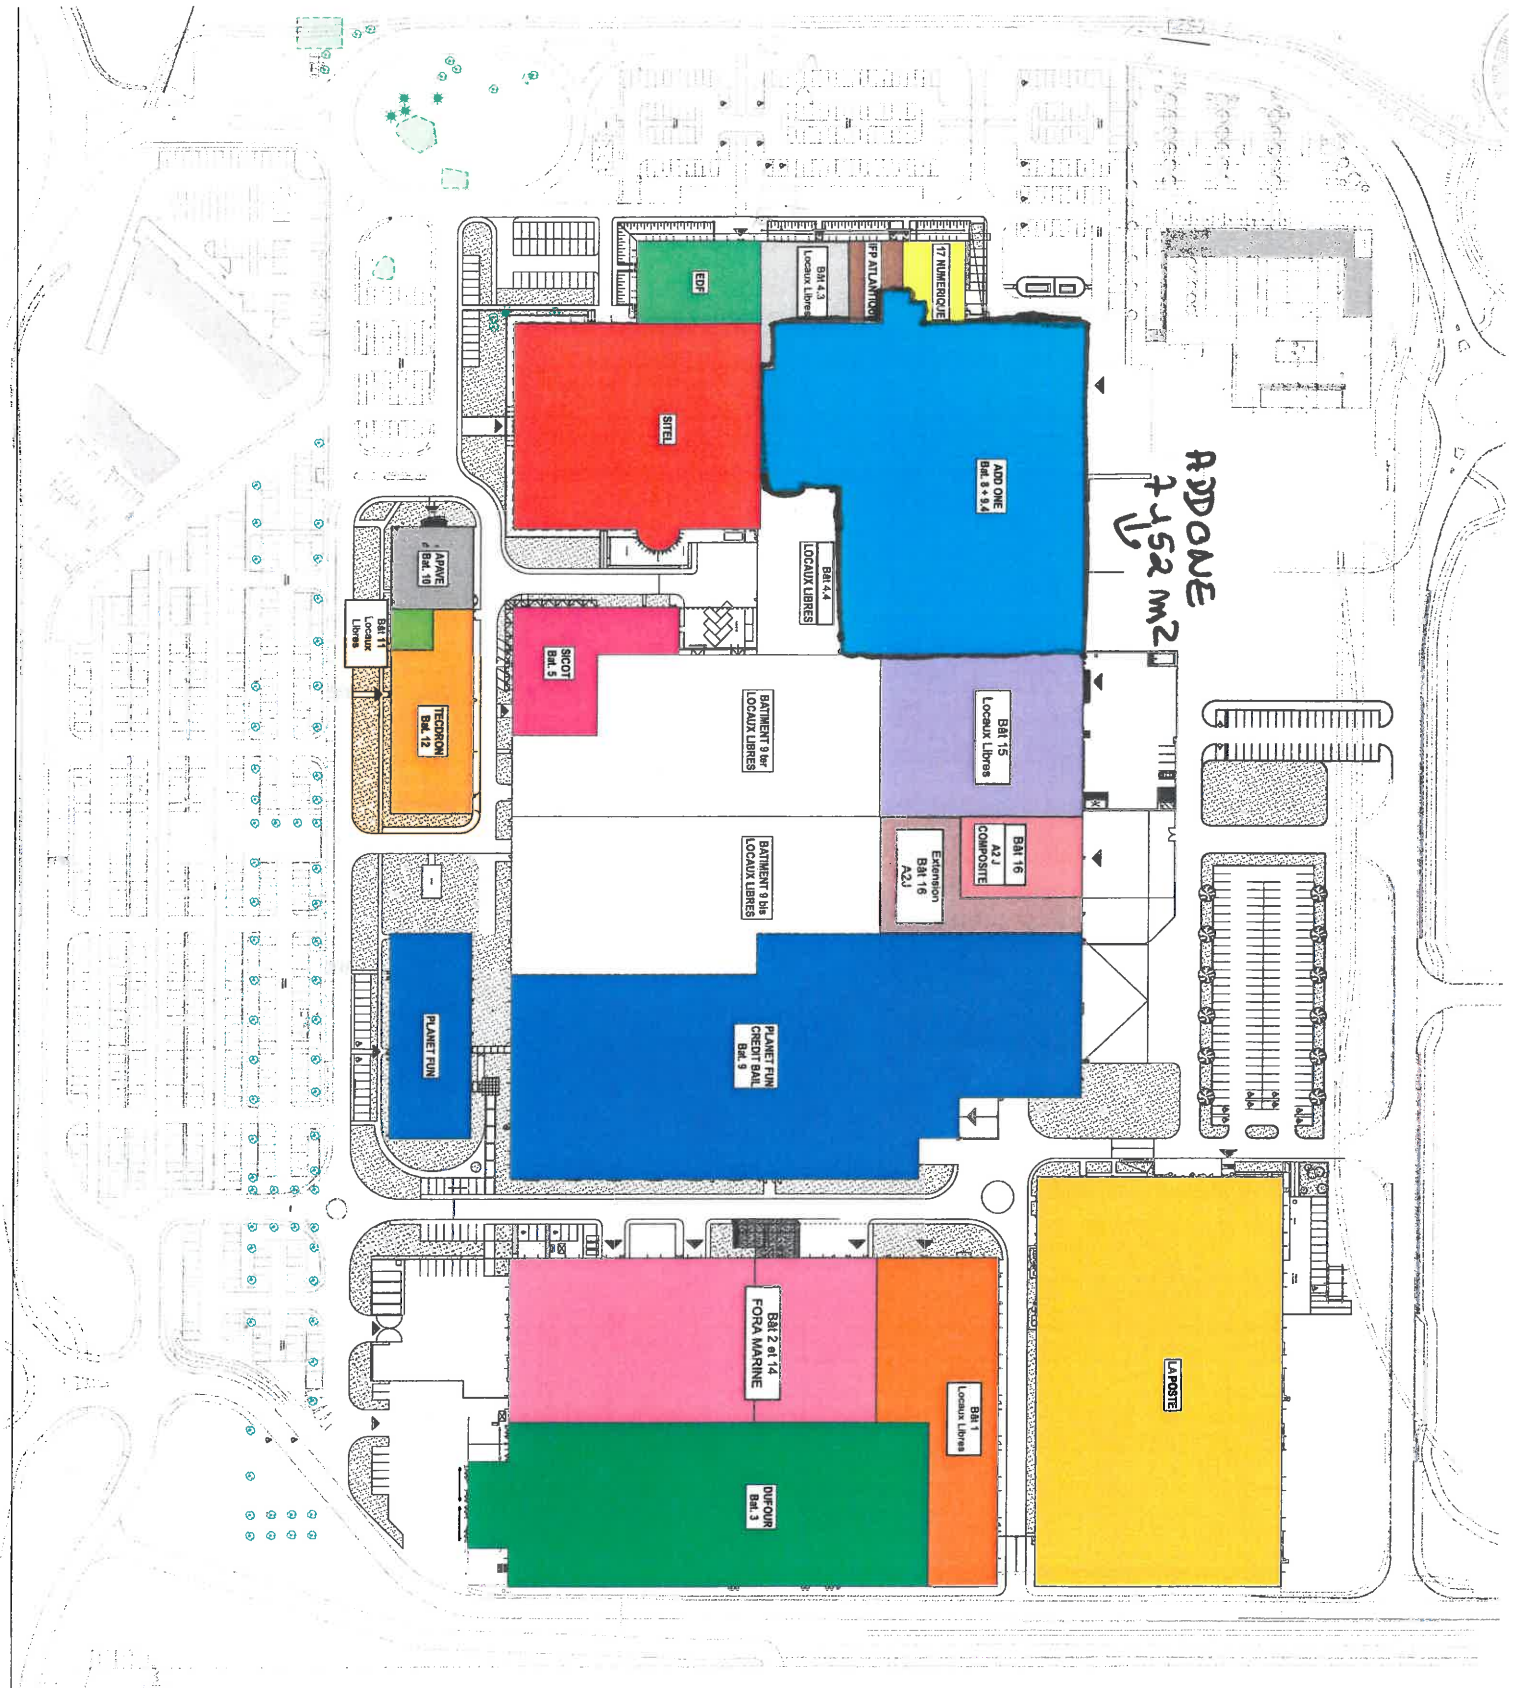 17 NUMERIQUE
IFP ATLANTIQUE
Bât 4.3
Locaux Libres
EDF
SITEL
ADD ONE
Bat. 8 + 9.4
ADDONE
7 152 m2
Bât 4.4
LOCAUX LIBRES
APAVE
Bat. 10
Bât 11
Locaux
Libres
TECDRON
Bat. 12
SICOT
Bat. 5
BATIMENT 9 ter
LOCAUX LIBRES
Bât 15
Locaux Libres
Bât 16
A2 J
COMPOSITE
Extension
Bât 16
A2J
BATIMENT 9 bis
LOCAUX LIBRES
PLANET FUN
CREDIT BAIL
Bat. 9
PLANET FUN
Bât 2 et 14
FORA MARINE
Bât 1
Locaux Libres
LA POSTE
DUFOUR
Bat. 3